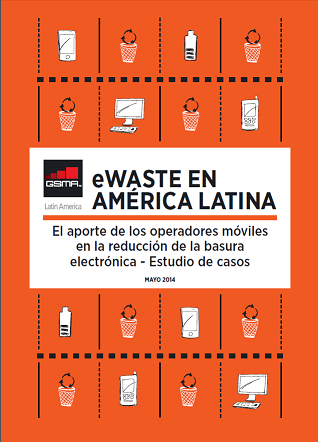 GSMA
Latin America
eWASTE EN
AMÉRICA LATINA
El aporte de los operadores móviles
en la reducción de la basura
electrónica - Estudio de casos
MAYO 2014